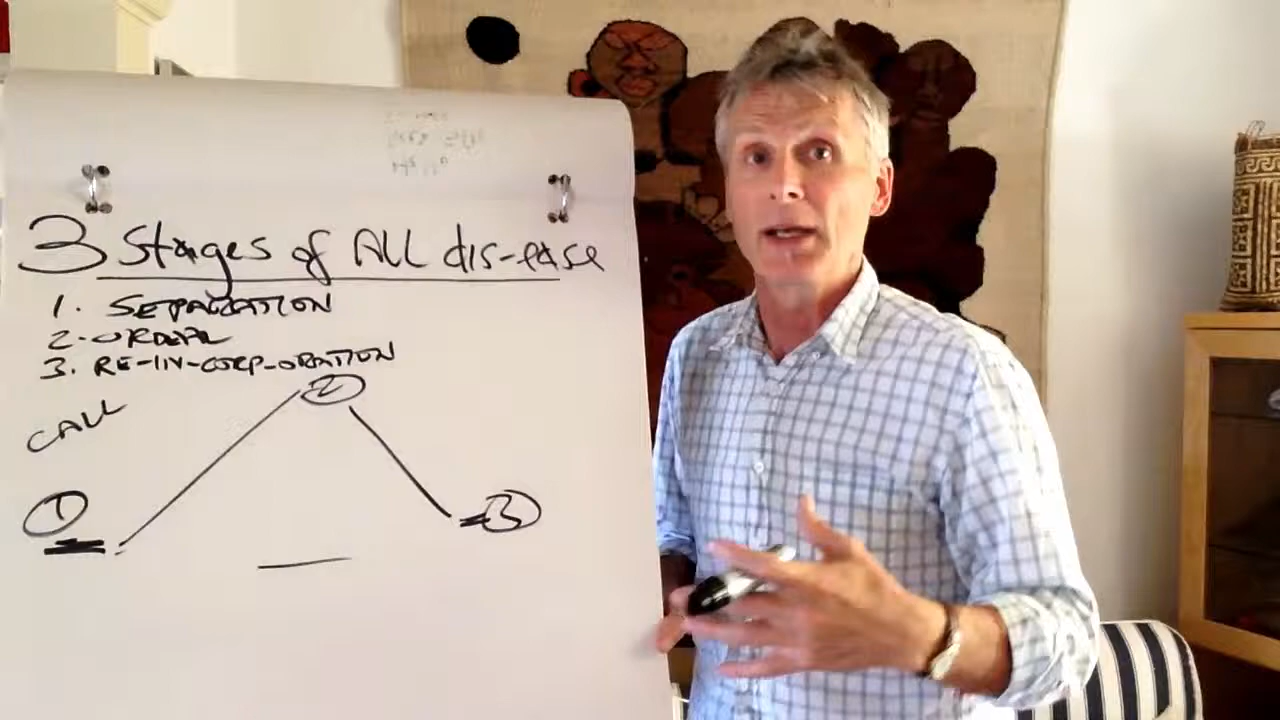 3 Stages of ALL dis-ease
1. SEPARATION
2. ORDEAL
3. RE-IN-CORP-ORATION
CALL
2
1
3